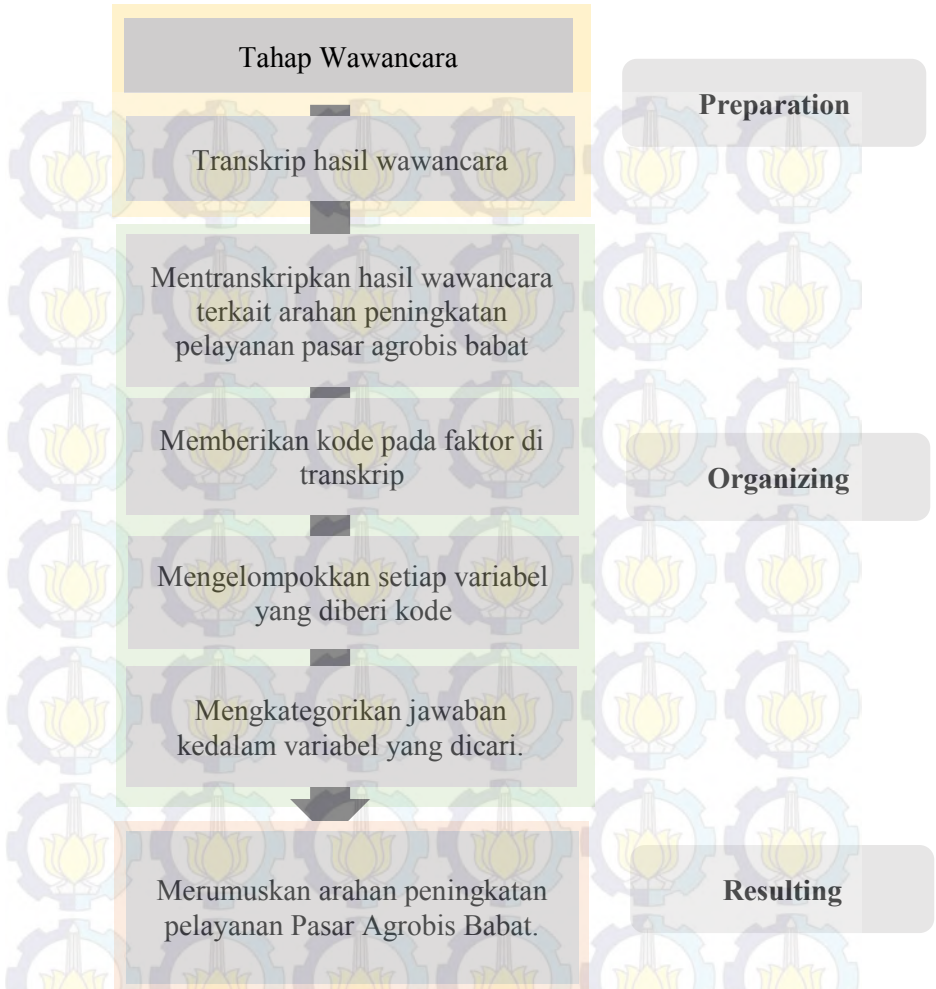 Tahap Wawancara
Preparation
Transkrip hasil wawancara
Mentranskripkan hasil wawancara
terkait arahan peningkatan
pelayanan pasar agrobis babat
Memberikan kode pada faktor di
transkrip
Organizing
Mengelompokkan setiap variabel
yang diberi kode
Mengkategorikan jawaban
kedalam variabel yang dicari.
Merumuskan arahan peningkatan
pelayanan Pasar Agrobis Babat.
Resulting